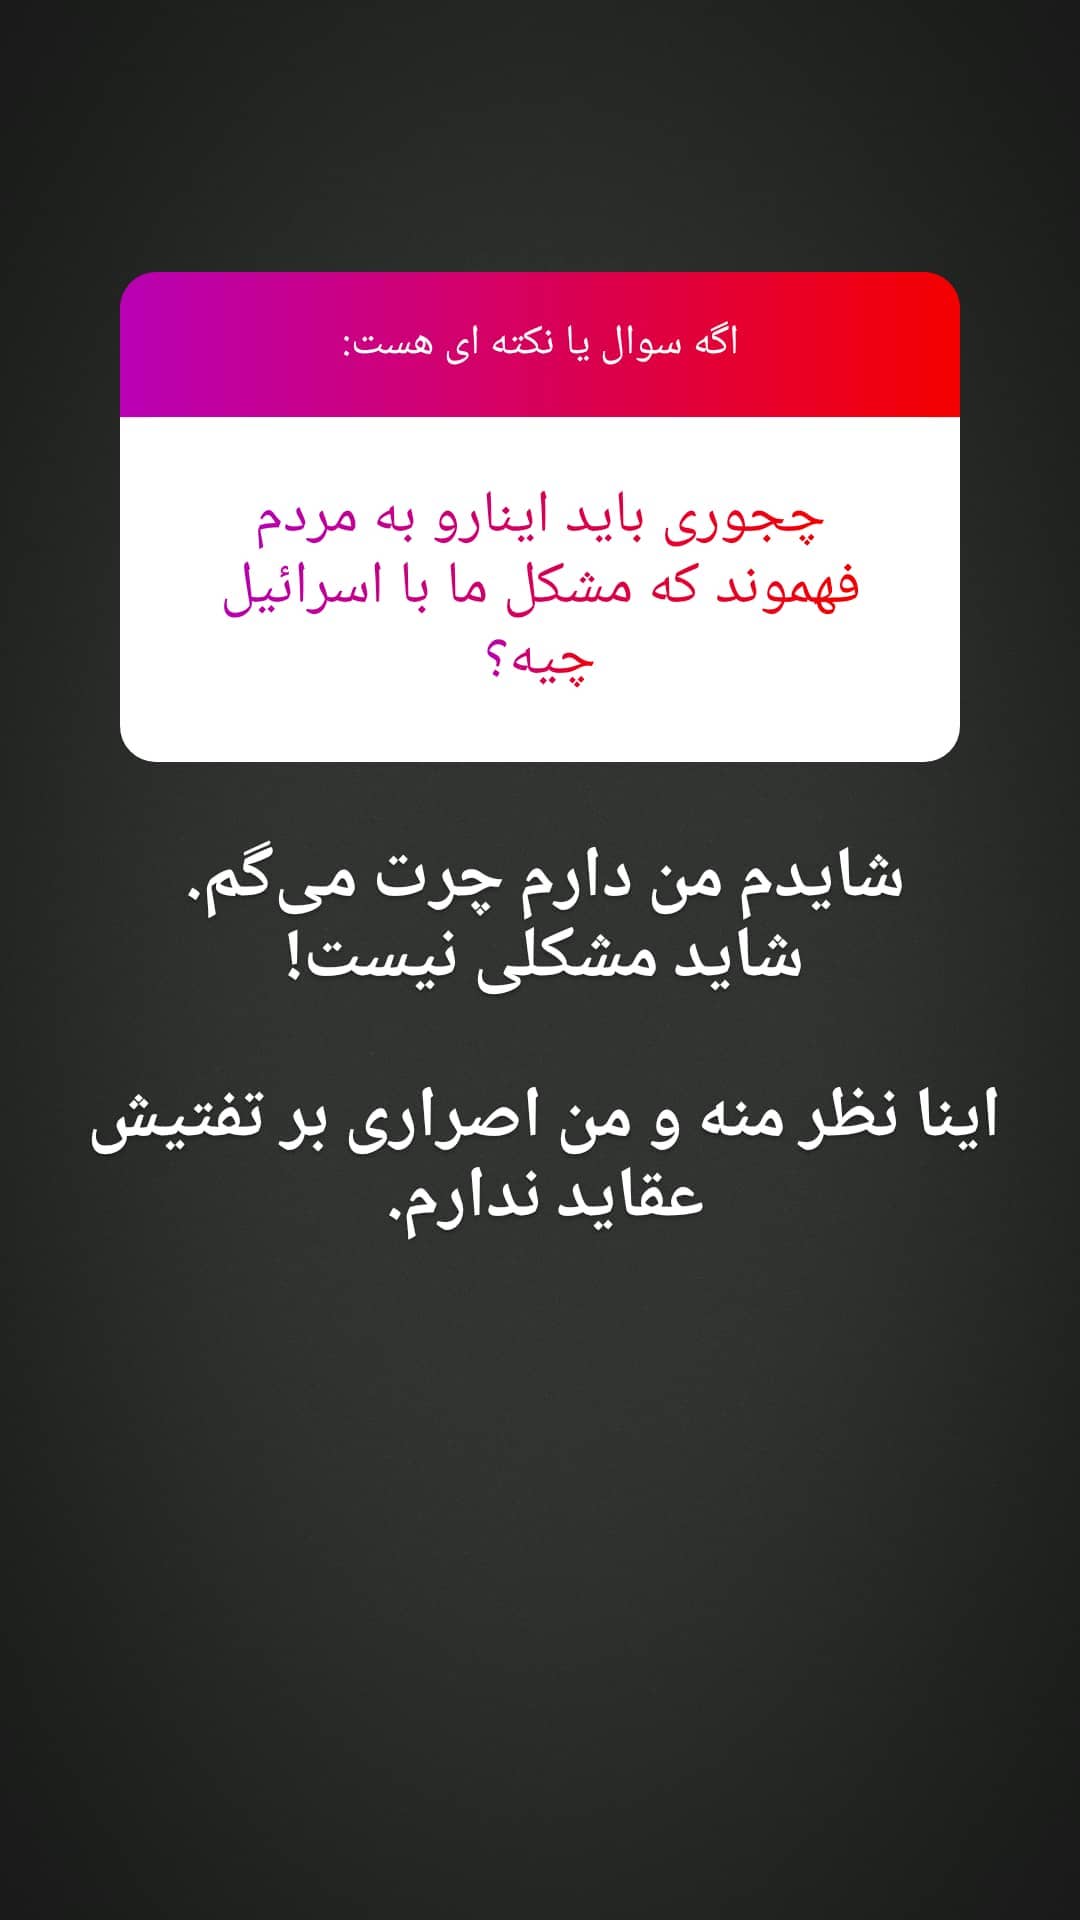 اگه سوال یا نکته ای هست:
چجوری باید اینارو به مردم
فهموند که مشکل ما با اسرائیل
چیه؟
شایدم من دارم چرت می‌گم.
شاید مشکلی نیست!
اینا نظر منه و من اصراری بر تفتیش
عقاید ندارم.